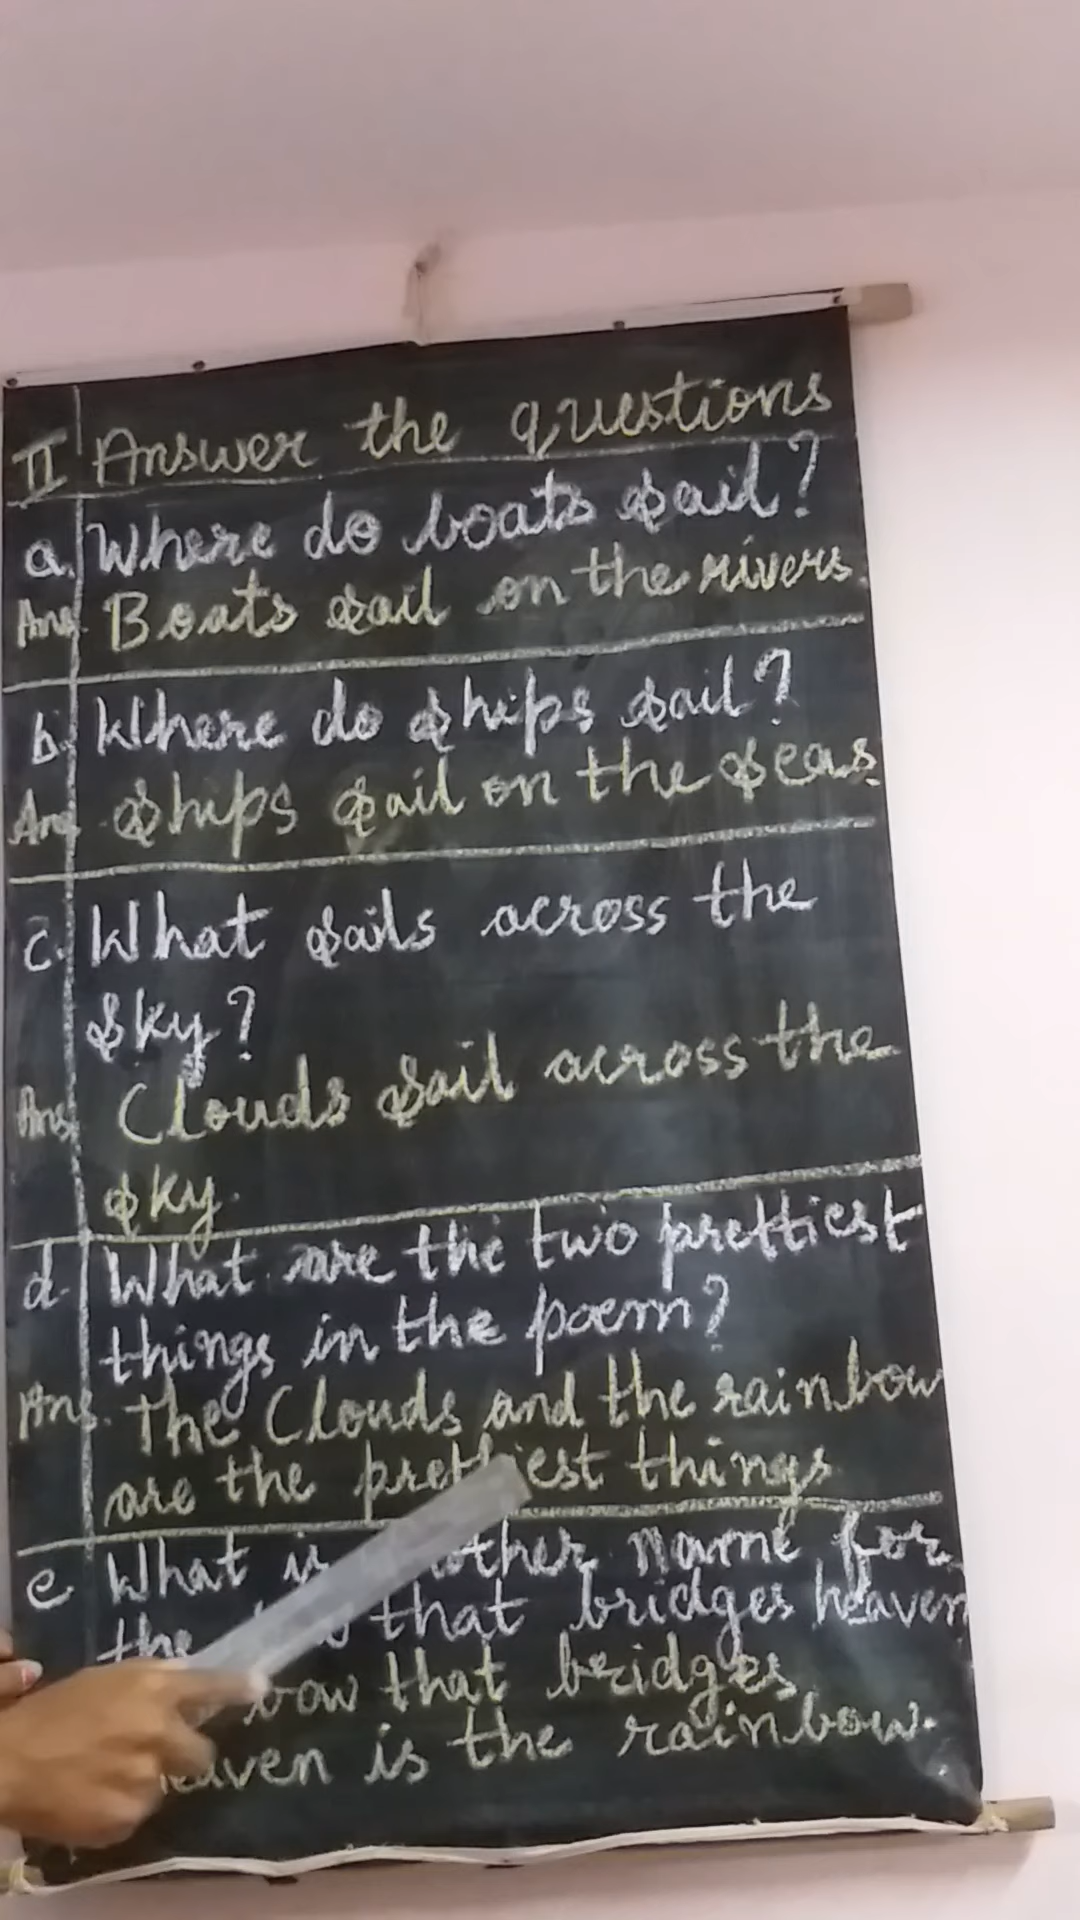 II Answer the questions
a. Where do boats sail?
Ans. Boats sail on the rivers.
b. Where do ships sail?
Ans. Ships sail on the seas.
c. What sails across the
sky?
Ans. Clouds sail across the
sky.
d. What are the two prettiest
things in the poem?
Ans. The Clouds and the rainbow
are the prettiest things
e What name for
the that bridges heaven
bow that bridges
heaven is the rainbow.